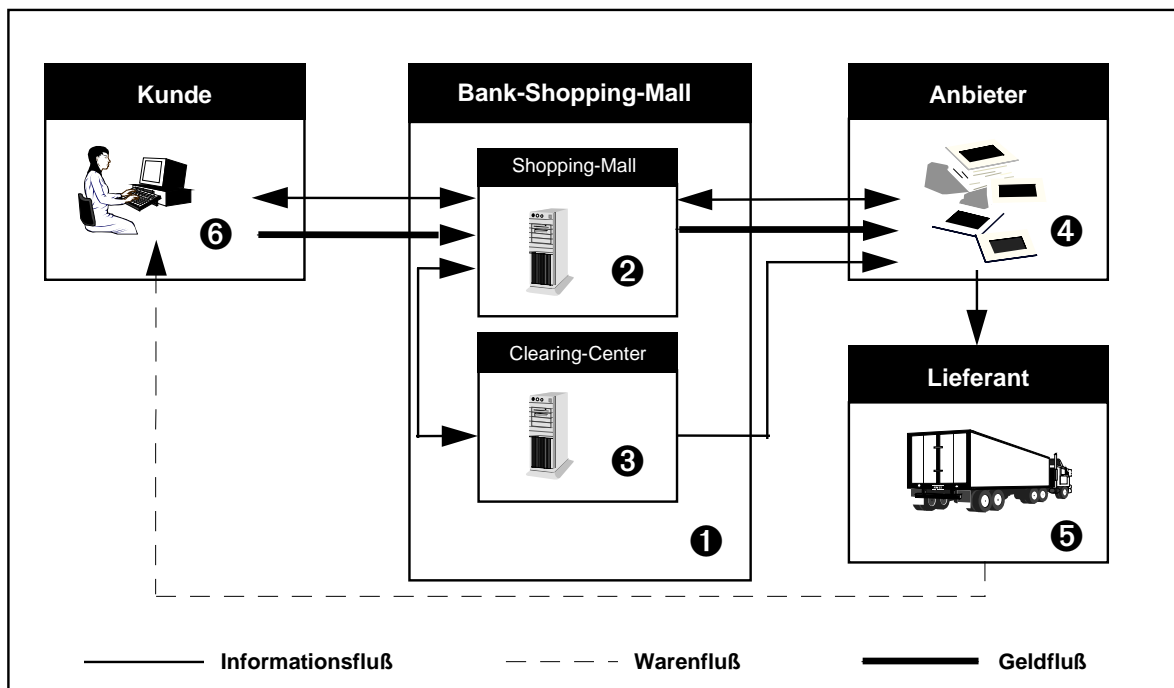 Kunde
Bank-Shopping-Mall
Anbieter
Shopping-Mall
❻
❷
❹
Clearing-Center
Lieferant
❸
❶
❺
Informationsfluß
Warenfluß
Geldfluß